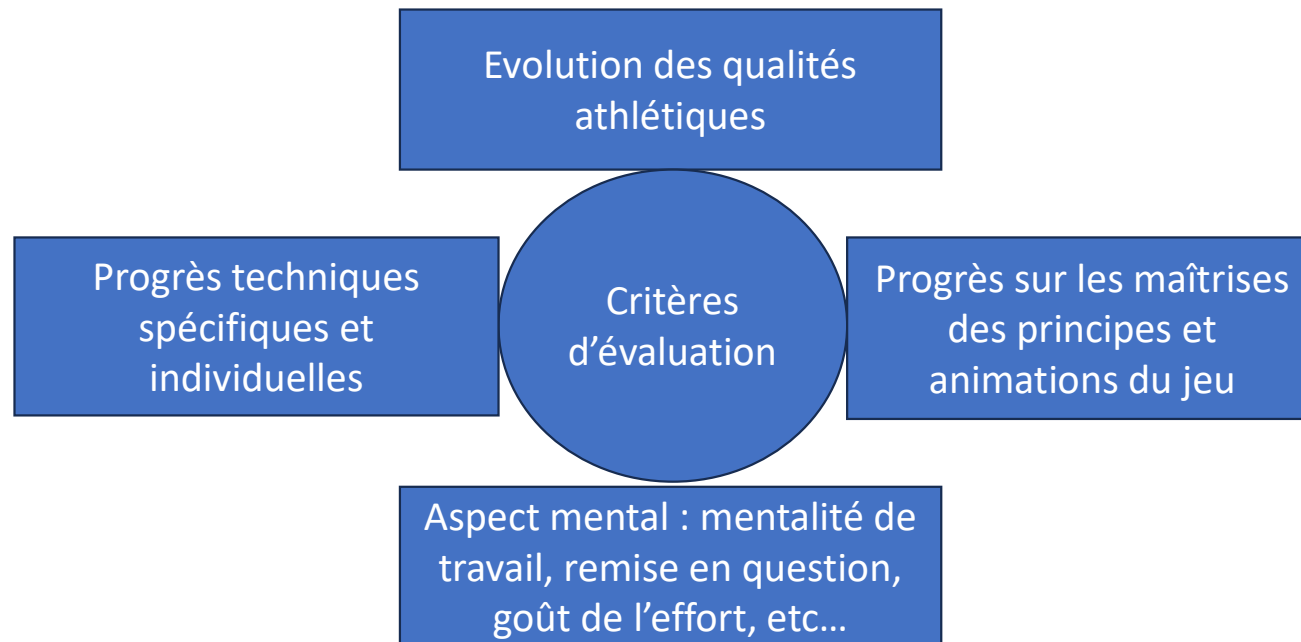 Evolution des qualités
athlétiques
Progrès techniques
spécifiques et
individuelles
Critères
d’évaluation
Progrès sur les maîtrises
des principes et
animations du jeu
Aspect mental : mentalité de
travail, remise en question,
goût de l’effort, etc…